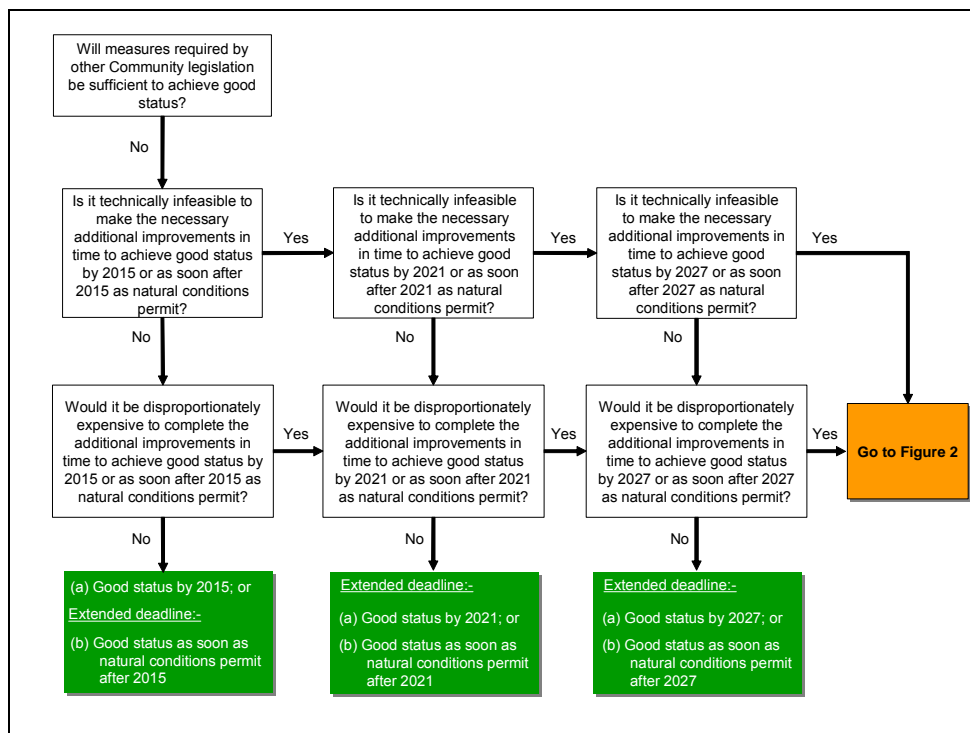 Will measures required by
other Community legislation
be sufficient to achieve good
status?
No
Is it technically infeasible to
make the necessary
additional improvements in
time to achieve good status
by 2015 or as soon after
2015 as natural conditions
permit?
Yes
Is it technically infeasible
to make the necessary
additional improvements
in time to achieve good
status by 2021 or as soon
after 2021 as natural
conditions permit?
Yes
Is it technically infeasible
to make the necessary
additional improvements
in time to achieve good
status by 2027 or as soon
after 2027 as natural
conditions permit?
Yes
No
No
No
Would it be disproportionately
expensive to complete the
additional improvements in
time to achieve good status by
2015 or as soon after 2015 as
natural conditions permit?
Yes
Would it be disproportionately
expensive to complete the
additional improvements in
time to achieve good status
by 2021 or as soon after 2021
as natural conditions permit?
Yes
Would it be disproportionately
expensive to complete the
additional improvements in
time to achieve good status
by 2027 or as soon after 2027
as natural conditions permit?
Yes
Go to Figure 2
No
No
No
(a) Good status by 2015; or
Extended deadline:-
(b) Good status as soon as
natural conditions permit
after 2015
Extended deadline:-
(a) Good status by 2021; or
(b) Good status as soon as
natural conditions permit
after 2021
Extended deadline:-
(a) Good status by 2027; or
(b) Good status as soon as
natural conditions permit
after 2027